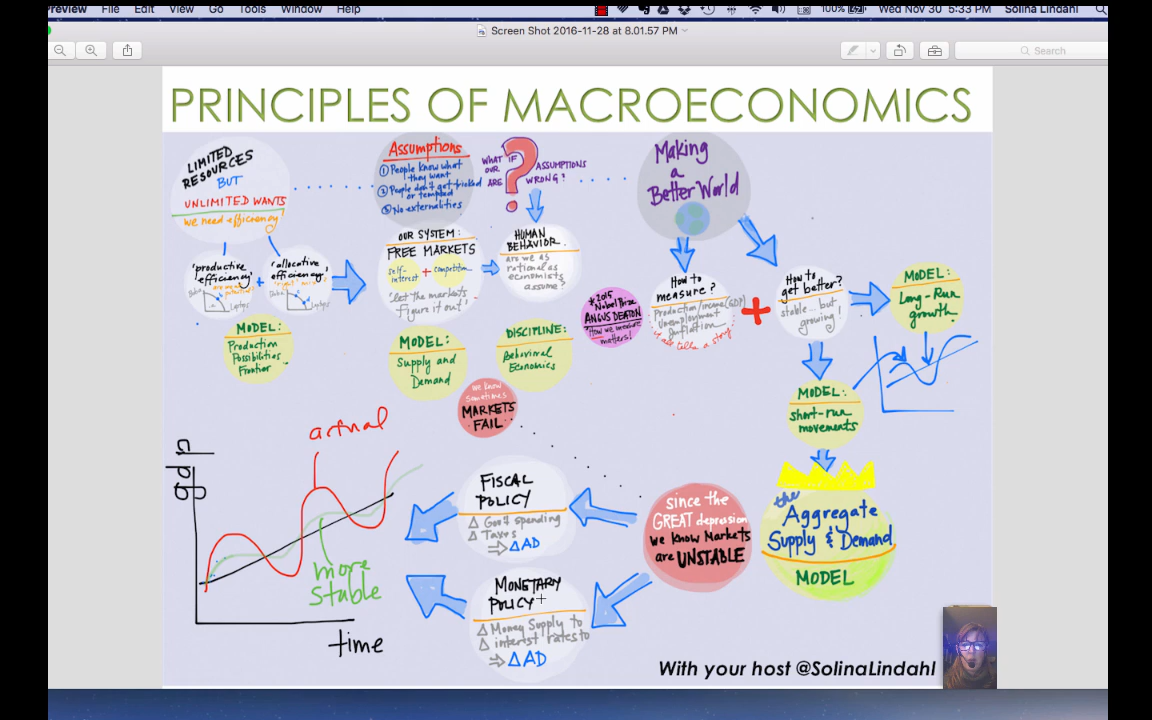 Preview File Edit View Go Tools Window Help 100% Wed Nov 30 5:33 PM Solina Lindahl
Screen Shot 2016-11-28 at 8.01.57 PM
Search
PRINCIPLES OF MACROECONOMICS
LIMITED
RESOURCES
BUT
UNLIMITED WANTS
we need efficiency!
'productive
efficiency'
+
'allocative
efficiency'
MODEL:
Production
Possibilities
Frontier
Assumptions
① People know what
they want
② People don't get tricked
or tempted
③ No externalities
WHAT IF
OUR
ARE
?
ASSUMPTIONS
WRONG?
OUR SYSTEM:
FREE MARKETS
self-
interest
+
competition
"let the markets
figure it out!
HUMAN
BEHAVIOR
are we as
rational as
economists
assume?
MODEL:
Supply and
Demand
DISCIPLINE:
Behavioral
Economics
we know
sometimes
MARKETS
FAIL
Making
a
Better World
* 2015
Nobel Prize
ANGUS DEATON
"How we measure
matters!
How to
measure?
Production/income(GDP)
Unemployment
Inflation
* all tells a story
+
How to
get better?
stable... but
growing!
MODEL:
Long-Run
growth
MODEL:
short-run
movements
the
Aggregate
Supply & Demand
MODEL
since the
GREAT depression
we know Markets
are UNSTABLE
FISCAL
POLICY
Δ Gov't spending
Δ Taxes
⇒ ΔAD
MONETARY
POLICY
Δ Money Supply to
Δ interest rates to
⇒ ΔAD
actual
gdp
more
stable
time
With your host @SolinaLindahl